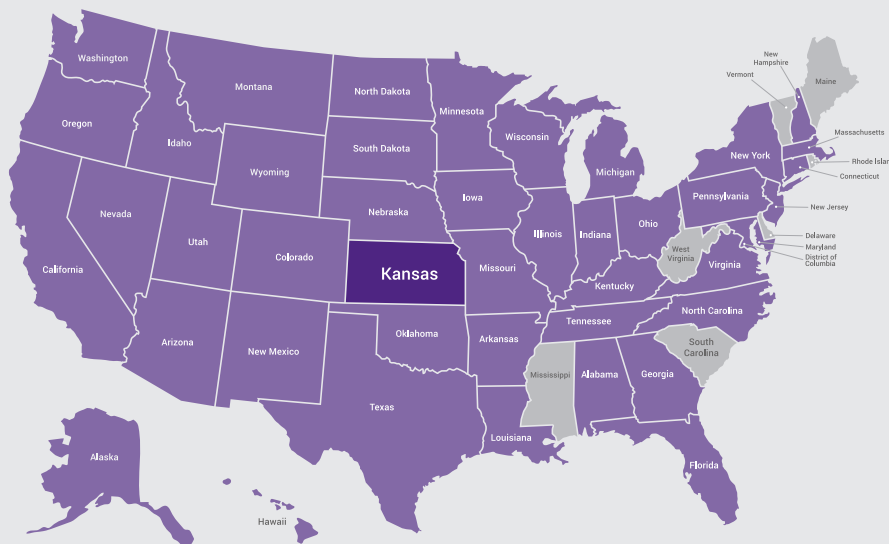 Washington
Montana
North Dakota
Minnesota
New
Hampshire
Vermont
Maine
Oregon
Idaho
Wyoming
South Dakota
Wisconsin
Michigan
New York
Massachusetts
Rhode Islan
Connecticut
Nevada
Utah
Colorado
Nebraska
Iowa
Illinois
Indiana
Ohio
Pennsylvania
New Jersey
Delaware
Maryland
District of
Columbia
California
Kansas
Missouri
West
Virginia
Virginia
Kentucky
Arizona
New Mexico
Oklahoma
Arkansas
Tennessee
North Carolina
South
Carolina
Texas
Louisiana
Mississippi
Alabama
Georgia
Florida
Alaska
Hawaii